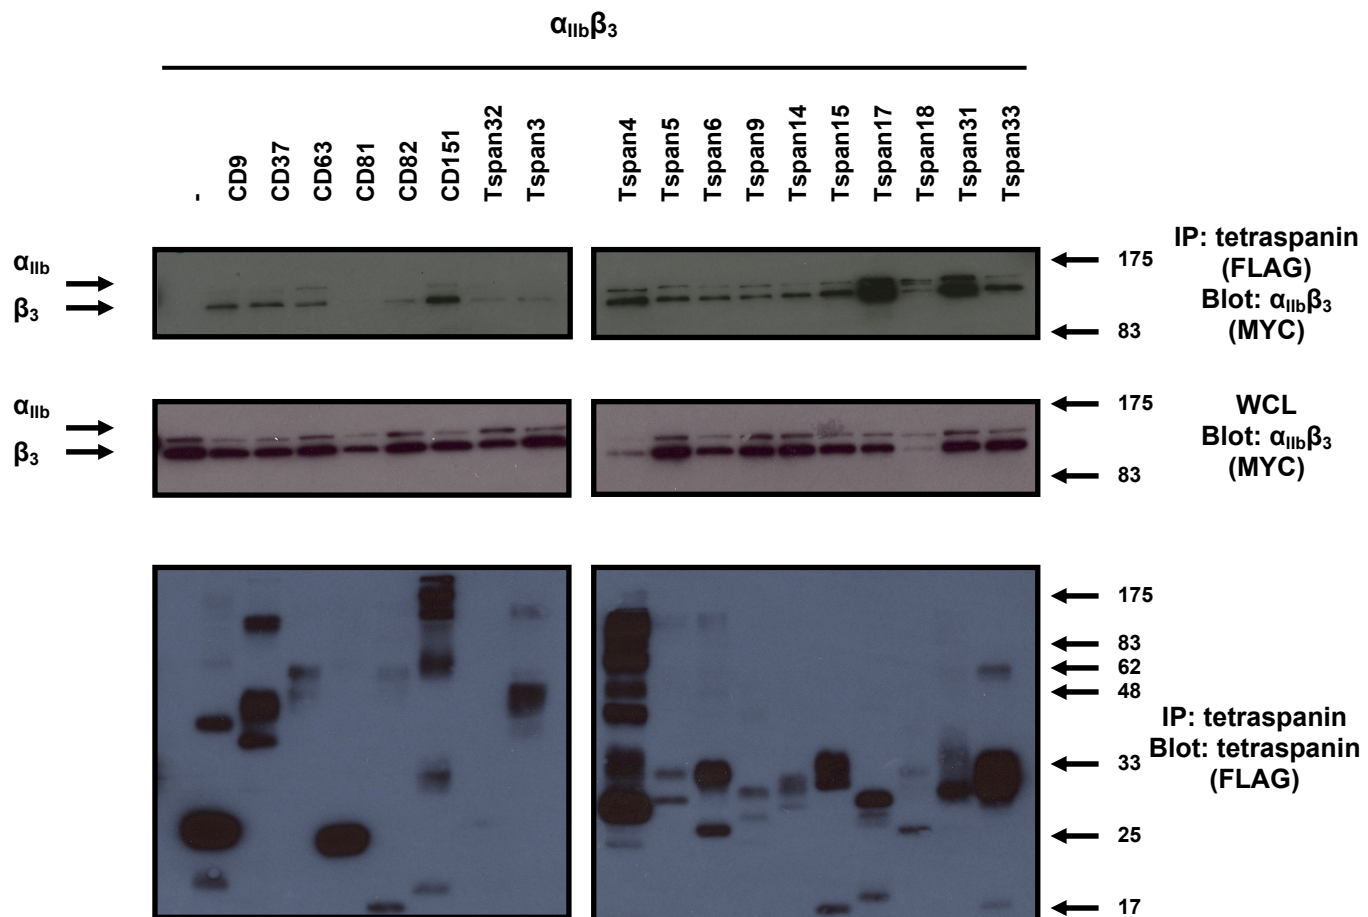 αIIbβ3
-
CD9
CD37
CD63
CD81
CD82
CD151
Tspan32
Tspan3
Tspan4
Tspan5
Tspan6
Tspan9
Tspan14
Tspan15
Tspan17
Tspan18
Tspan31
Tspan33
αIIb
β3
175
83
IP: tetraspanin
(FLAG)
Blot: αIIbβ3
(MYC)
αIIb
β3
175
83
WCL
Blot: αIIbβ3
(MYC)
175
83
62
48
33
25
17
IP: tetraspanin
Blot: tetraspanin
(FLAG)